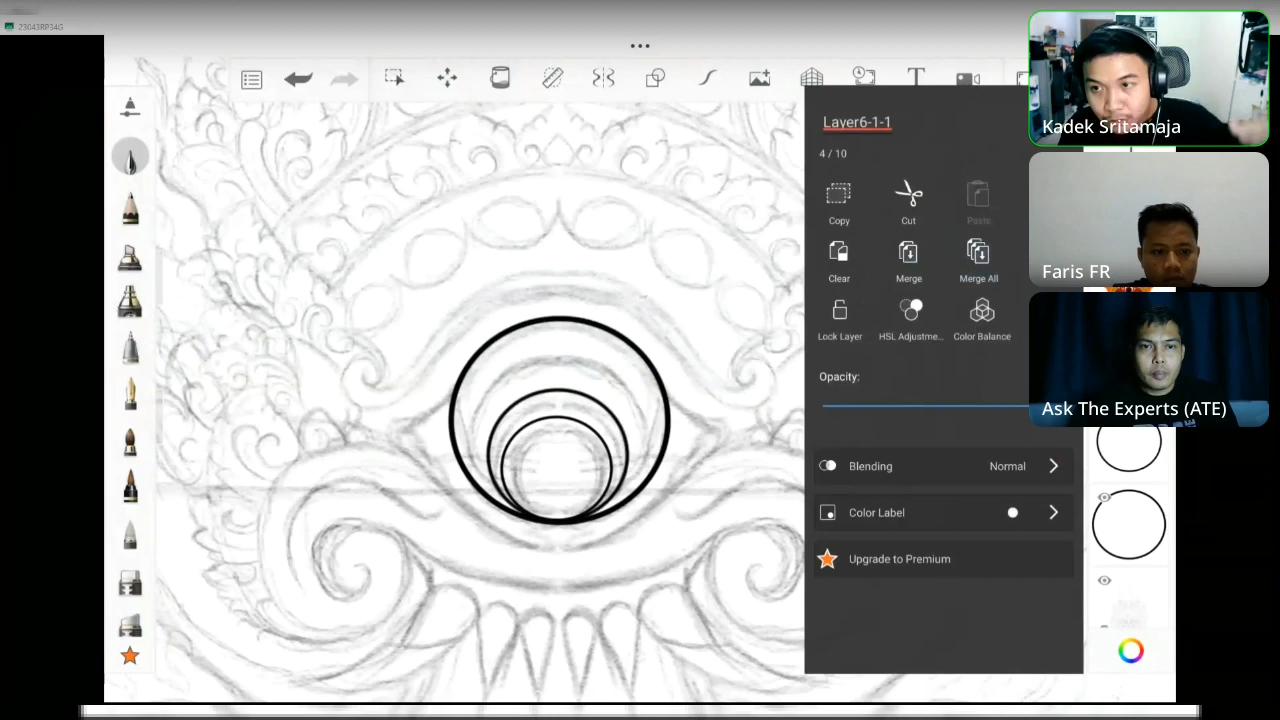 23043RP34G
Layer6-1-1
4 / 10
Copy
Cut
Paste
Clear
Merge
Merge All
Lock Layer
HSL Adjustme...
Color Balance
Opacity:
Blending
Normal
Color Label
Upgrade to Premium
Kadek Sritamaja
Faris FR
Ask The Experts (ATE)